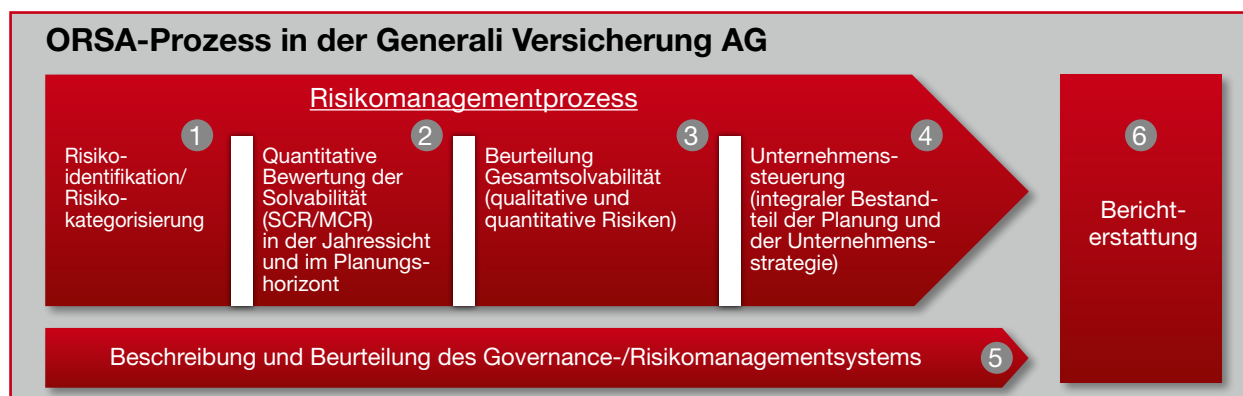 ORSA-Prozess in der Generali Versicherung AG
Risikomanagementprozess
1
Risiko-
identifikation/
Risiko-
kategorisierung
2
Quantitative
Bewertung der
Solvabilität
(SCR/MCR)
in der Jahressicht
und im Planungs-
horizont
3
Beurteilung
Gesamtsolvabilität
(qualitative und
quantitative Risiken)
4
Unternehmens-
steuerung
(integraler Bestand-
teil der Planung und
der Unternehmens-
strategie)
Beschreibung und Beurteilung des Governance-/Risikomanagementsystems
5
6
Bericht-
erstattung